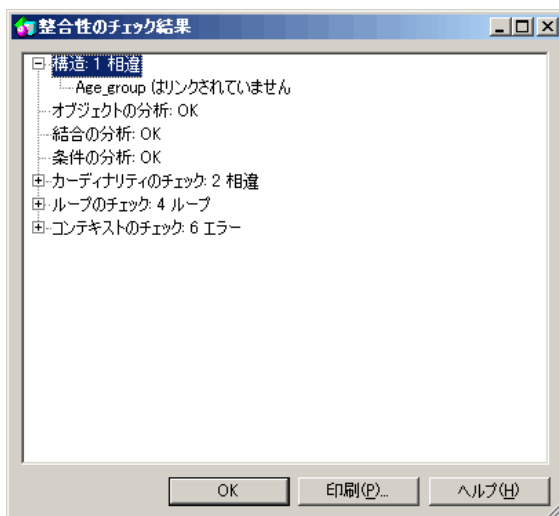 整合性のチェック結果
構造: 1 相違
Age_group はリンクされていません
オブジェクトの分析: OK
結合の分析: OK
条件の分析: OK
カーディナリティのチェック: 2 相違
ループのチェック: 4 ループ
コンテキストのチェック: 6 エラー
OK 印刷(P)... ヘルプ(H)